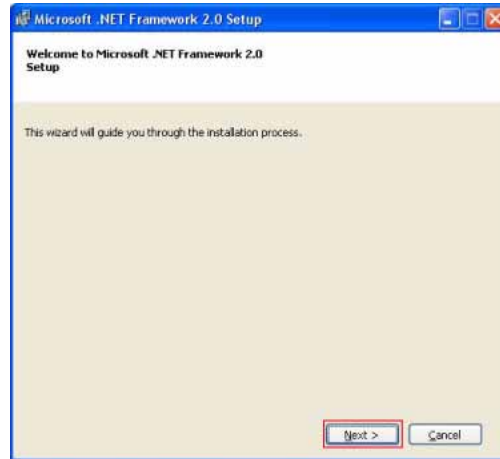 Microsoft .NET Framework 2.0 Setup
Welcome to Microsoft .NET Framework 2.0
Setup
This wizard will guide you through the installation process.
Next >
Cancel